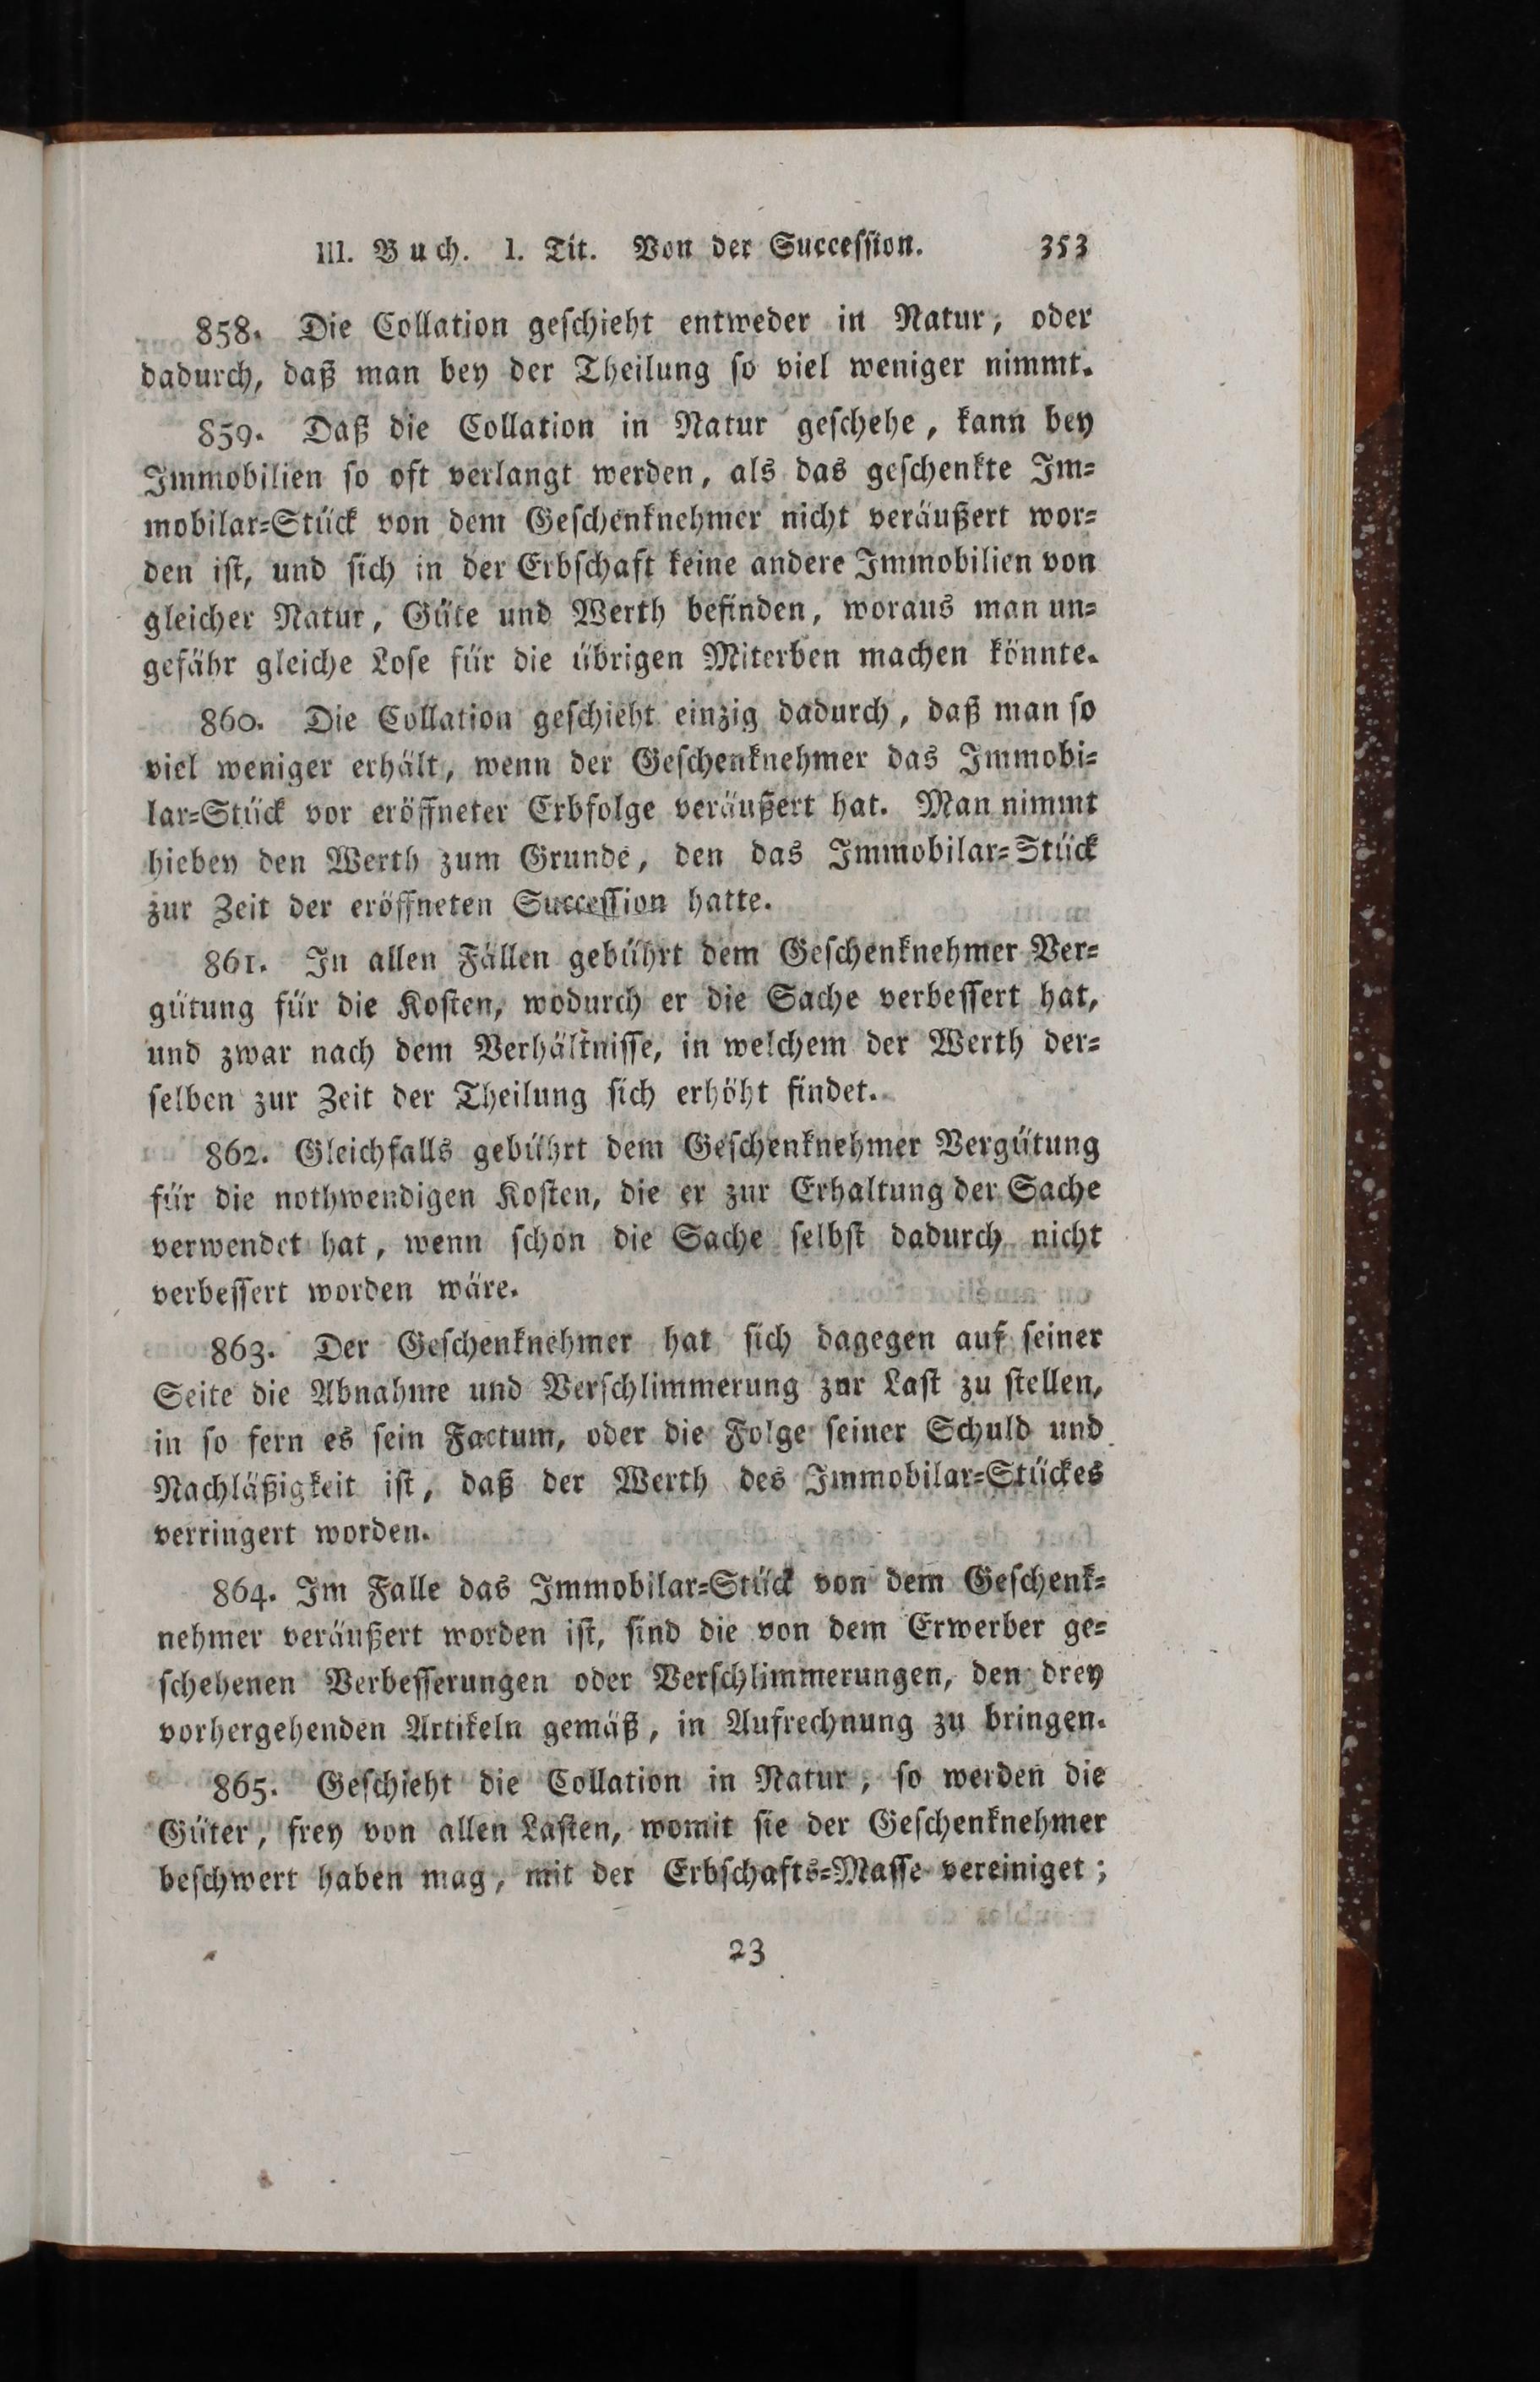 III. Buch. I. Tit. Von der Succeſſion. 353
858. Die Collation geſchieht entweder in Natur, oder
dadurch, daß man bey der Theilung ſo viel weniger nimmt.
859. Daß die Collation in Natur geſchehe, kann bey
Immobilien ſo oft verlangt werden, als das geſchenkte Im⸗
mobilar⸗Stück von dem Geſchenknehmer nicht veräußert wor⸗
den iſt, und ſich in der Erbſchaft keine andere Immobilien von
gleicher Natur, Güte und Werth befinden, woraus man un⸗
gefähr gleiche Loſe für die übrigen Miterben machen könnte.
860. Die Collation geſchieht einzig dadurch, daß man ſo
viel weniger erhält, wenn der Geſchenknehmer das Immobi⸗
lar⸗Stück vor eröffneter Erbfolge veräußert hat. Man nimmt
hiebey den Werth zum Grunde, den das Immobilar⸗Stück
zur Zeit der eröffneten Succeſſion hatte.
861. In allen Fällen gebührt dem Geſchenknehmer Ver⸗
gütung für die Koſten, wodurch er die Sache verbeſſert hat,
und zwar nach dem Verhältniſſe, in welchem der Werth der⸗
ſelben zur Zeit der Theilung ſich erhöht findet.
862. Gleichfalls gebührt dem Geſchenknehmer Vergütung
für die nothwendigen Koſten, die er zur Erhaltung der Sache
verwendet hat, wenn ſchon die Sache ſelbſt dadurch nicht
verbeſſert worden wäre.
863. Der Geſchenknehmer hat ſich dagegen auf ſeiner
Seite die Abnahme und Verſchlimmerung zur Laſt zu ſtellen,
in ſo fern es ſein Factum, oder die Folge ſeiner Schuld und
Nachläßigkeit iſt, daß der Werth des Immobilar⸗Stückes
verringert worden.
864. Im Falle das Immobilar⸗Stück von dem Geſchenk⸗
nehmer veräußert worden iſt, ſind die von dem Erwerber ge⸗
ſchehenen Verbeſſerungen oder Verſchlimmerungen, den drey
vorhergehenden Artikeln gemäß, in Aufrechnung zu bringen.
865. Geſchieht die Collation in Natur, ſo werden die
Güter, frey von allen Laſten, womit ſie der Geſchenknehmer
beſchwert haben mag, mit der Erbſchafts⸗Maſſe vereiniget;
23